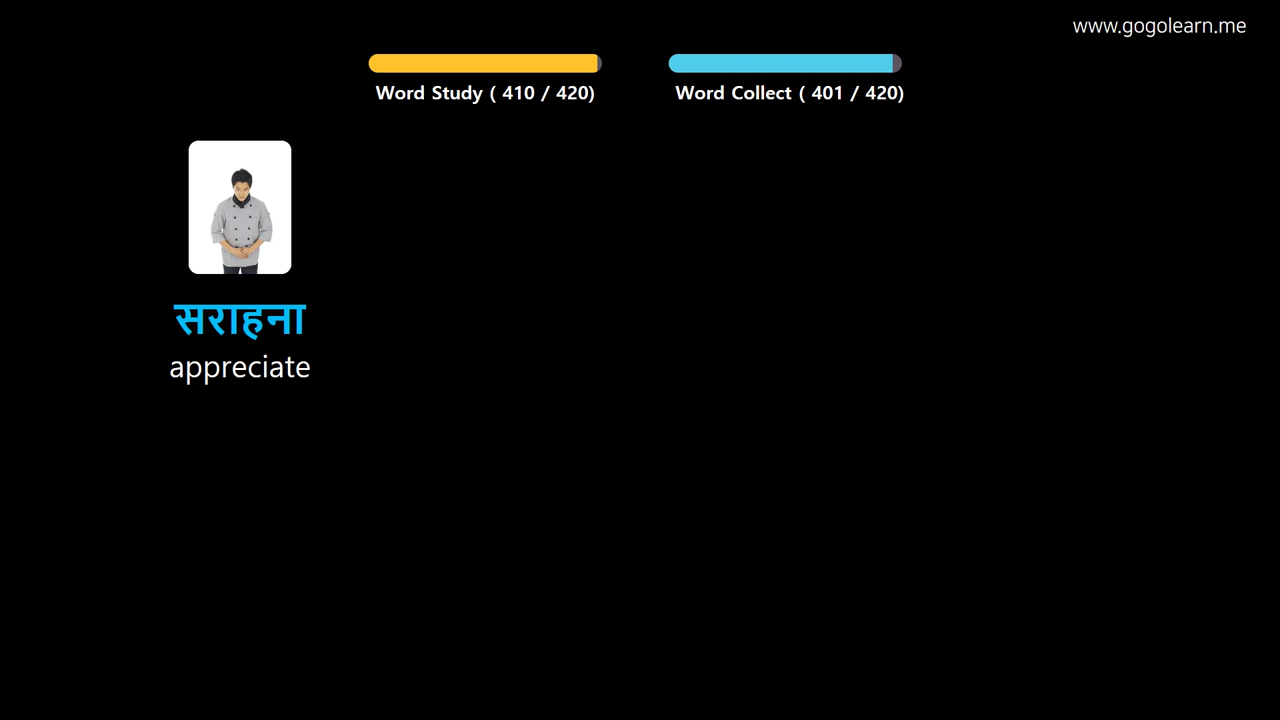 www.gogolearn.me
Word Study ( 410 / 420)
Word Collect ( 401 / 420)
सराहना
appreciate